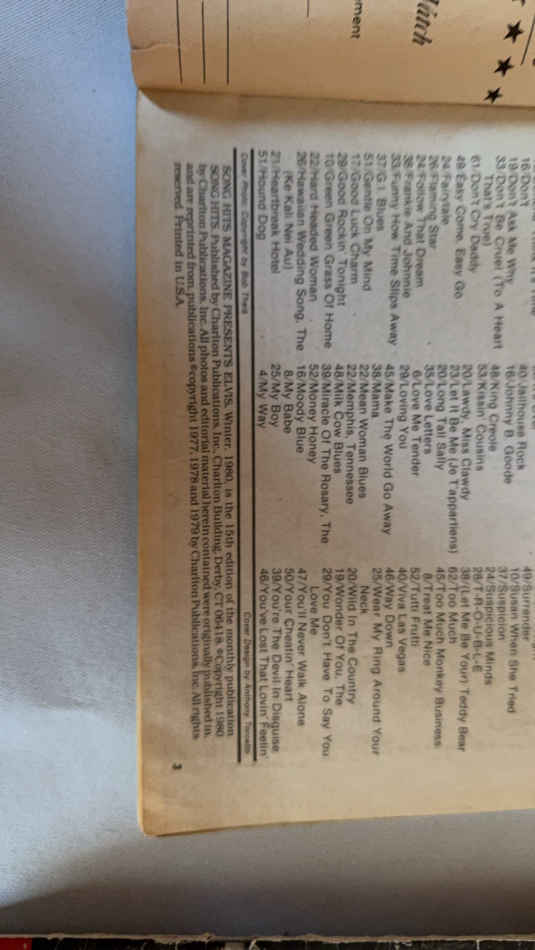 látch
ment
16/Don't
19/Don't Ask Me Why
33/Don't Be Cruel (To A Heart
That's True)
61/Don't Cry Daddy
49/Easy Come, Easy Go
24/Fairytale
26/Flaming Star
24/Follow That Dream
38/Frankie And Johnnie
33/Funny How Time Slips Away
37/G.I. Blues
51/Gentle On My Mind
17/Good Luck Charm
28/Good Rockin' Tonight
10/Green Green Grass Of Home
22/Hard Headed Woman
26/Hawaiian Wedding Song, The
(Ke Kali Nei Au)
21/Heartbreak Hotel
51/Hound Dog
40/Jailhouse Rock
16/Johnny B. Goode
48/King Creole
53/Kissin' Cousins
20/Lawdy, Miss Clawdy
23/Let It Be Me (Je T'appartiens)
20/Long Tall Sally
35/Love Letters
6/Love Me Tender
29/Loving You
45/Make The World Go Away
38/Mama
22/Mean Woman Blues
22/Memphis, Tennessee
48/Milk Cow Blues
39/Miracle Of The Rosary, The
52/Money Honey
16/Moody Blue
8/My Babe
25/My Boy
4/My Way
49/Surrender
10/Susan When She Tried
37/Suspicion
24/Suspicious Minds
28/T-R-O-U-B-L-E
38/(Let Me Be Your) Teddy Bear
62/Too Much
45/Too Much Monkey Business
8/Treat Me Nice
52/Tutti Frutti
40/Viva Las Vegas
46/Way Down
25/Wear My Ring Around Your
Neck
20/Wild In The Country
19/Wonder Of You, The
29/You Don't Have To Say You
Love Me
47/You'll Never Walk Alone
50/Your Cheatin' Heart
39/You're The Devil In Disguise
46/You've Lost That Lovin' Feelin'
Cover Photo: Copyright by Bob Thera
Cover Design by Anthony
SONG HITS MAGAZINE PRESENTS ELVIS, Winter, 1980, is the 15th edition of the monthly publication
SONG HITS. Published by Charlton Publications, Inc., Charlton Building, Derby, CT 06418. ©Copyright 1980
by Charlton Publications, Inc. All photos and editorial material herein contained were originally published in,
and are reprinted from, publications ©copyright 1977, 1978 and 1979 by Charlton Publications, Inc. All rights
reserved. Printed in U.S.A.
3